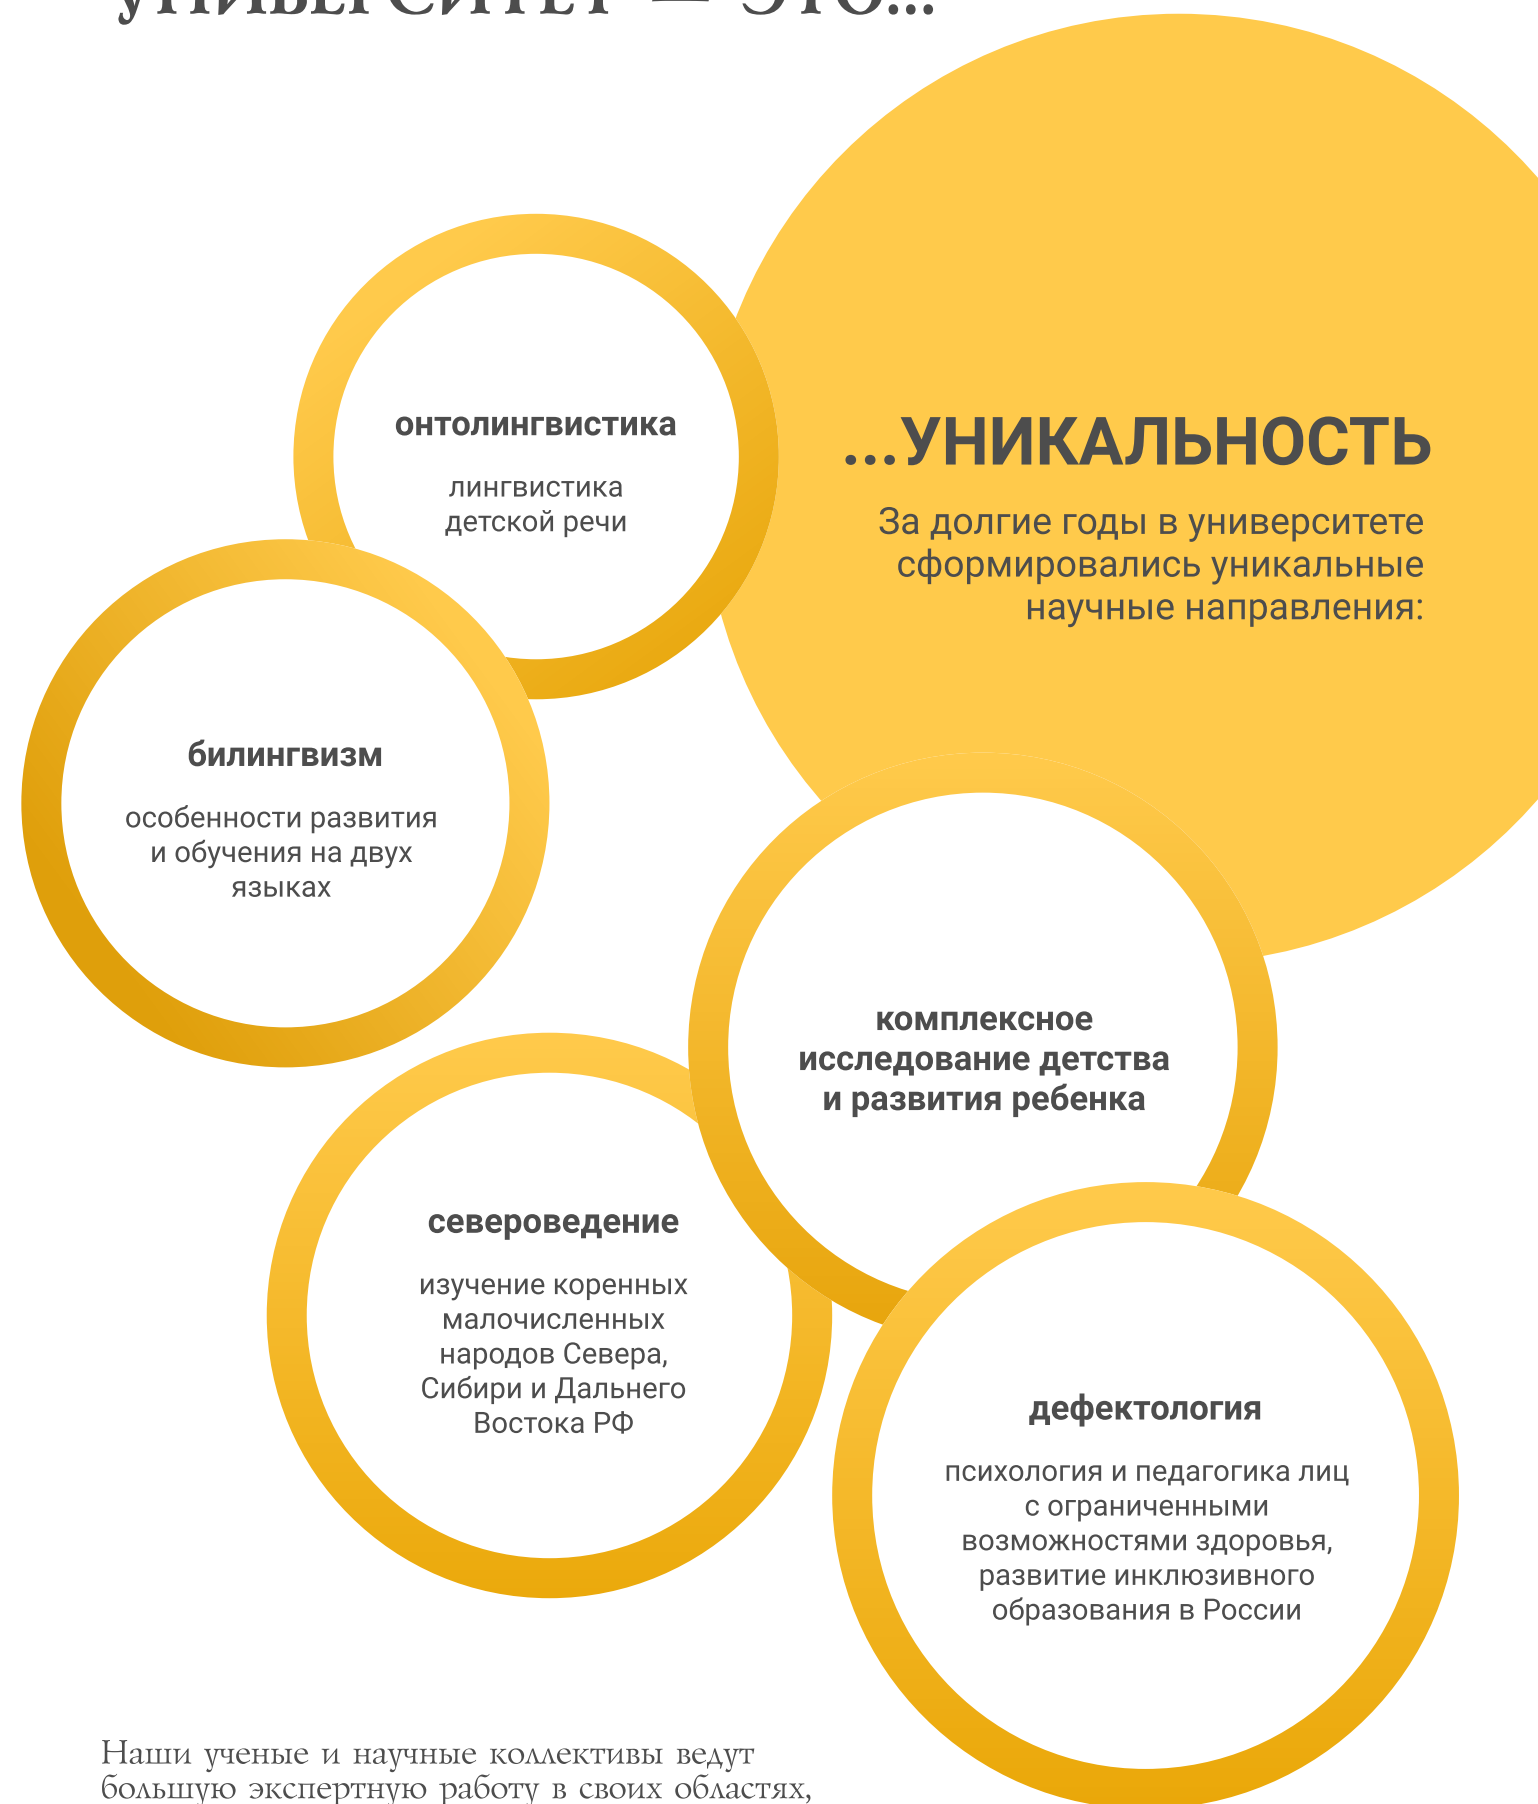 УНИВЕРСИТЕТ — ЭТО...
...УНИКАЛЬНОСТЬ
За долгие годы в университете
сформировались уникальные
научные направления:
онтолингвистика
лингвистика
детской речи
билингвизм
особенности развития
и обучения на двух
языках
комплексное
исследование детства
и развития ребенка
североведение
изучение коренных
малочисленных
народов Севера,
Сибири и Дальнего
Востока РФ
дефектология
психология и педагогика лиц
с ограниченными
возможностями здоровья,
развитие инклюзивного
образования в России
Наши ученые и научные коллективы ведут
большую экспертную работу в своих областях,